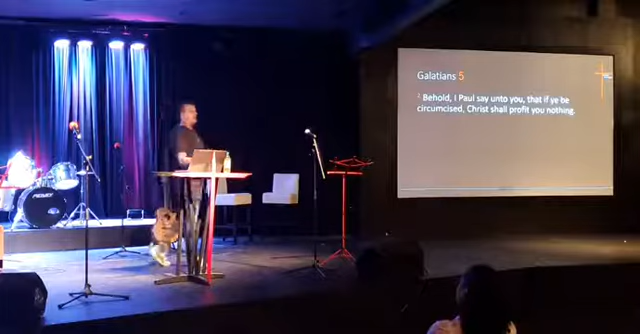 Galatians 5
2 Behold, I Paul say unto you, that if ye be
circumcised, Christ shall profit you nothing.